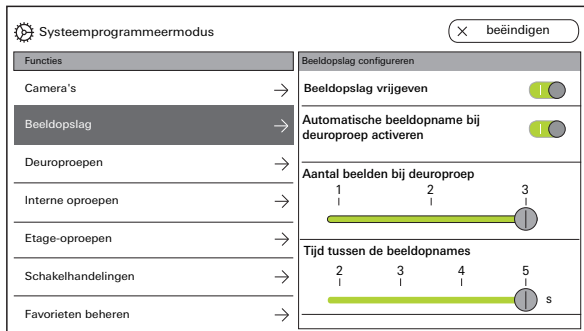 Systeemprogrammeermodus
beëindigen
Functies
Camera's
Beeldopslag
Deuroproepen
Interne oproepen
Etage-oproepen
Schakelhandelingen
Favorieten beheren
Beeldopslag configureren
Beeldopslag vrijgeven
Automatische beeldopname bij
deuroproep activeren
Aantal beelden bij deuroproep
1 2 3
Tijd tussen de beeldopnames
2 3 4 5
s